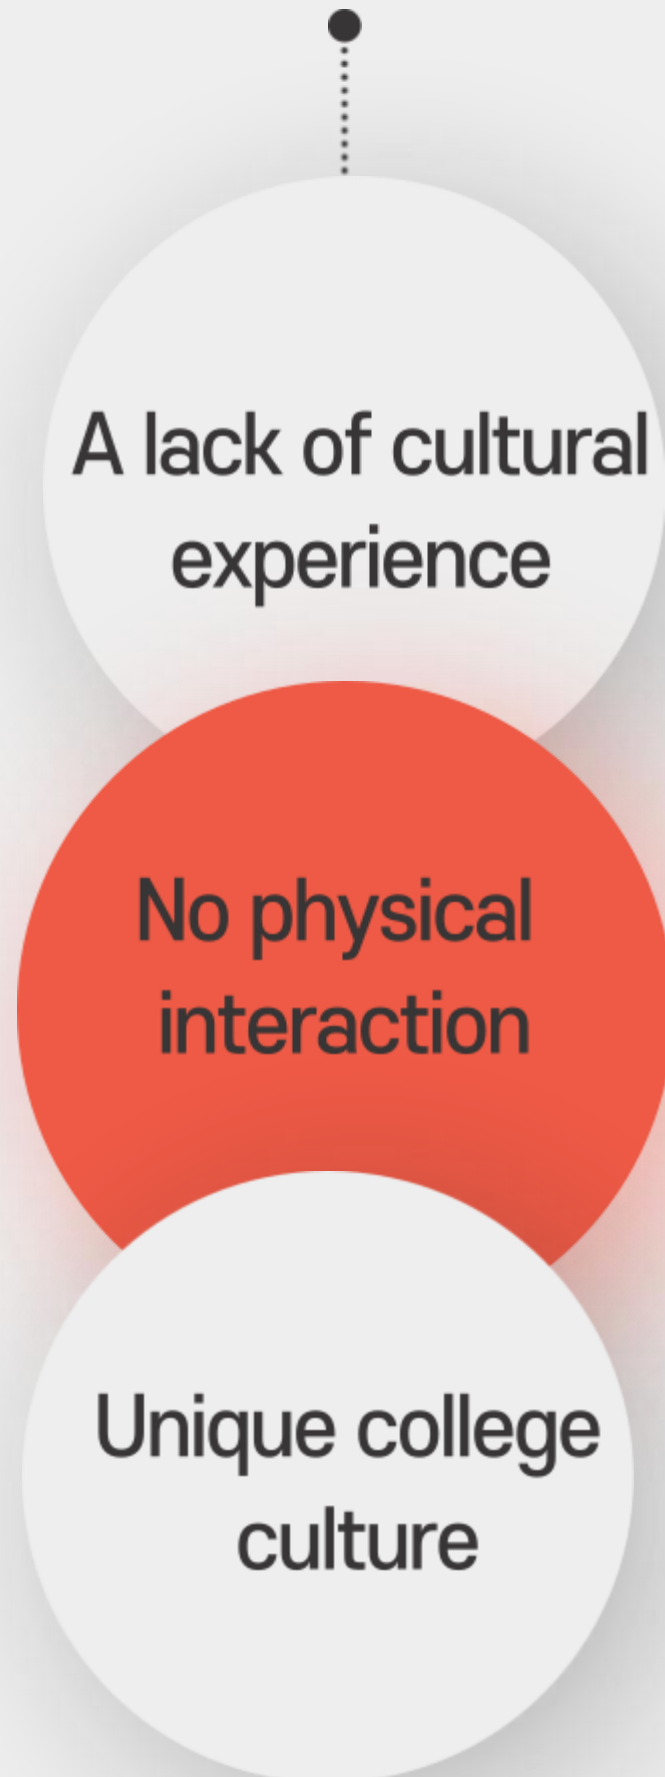 A lack of cultural
experience
No physical
interaction
Unique college
culture